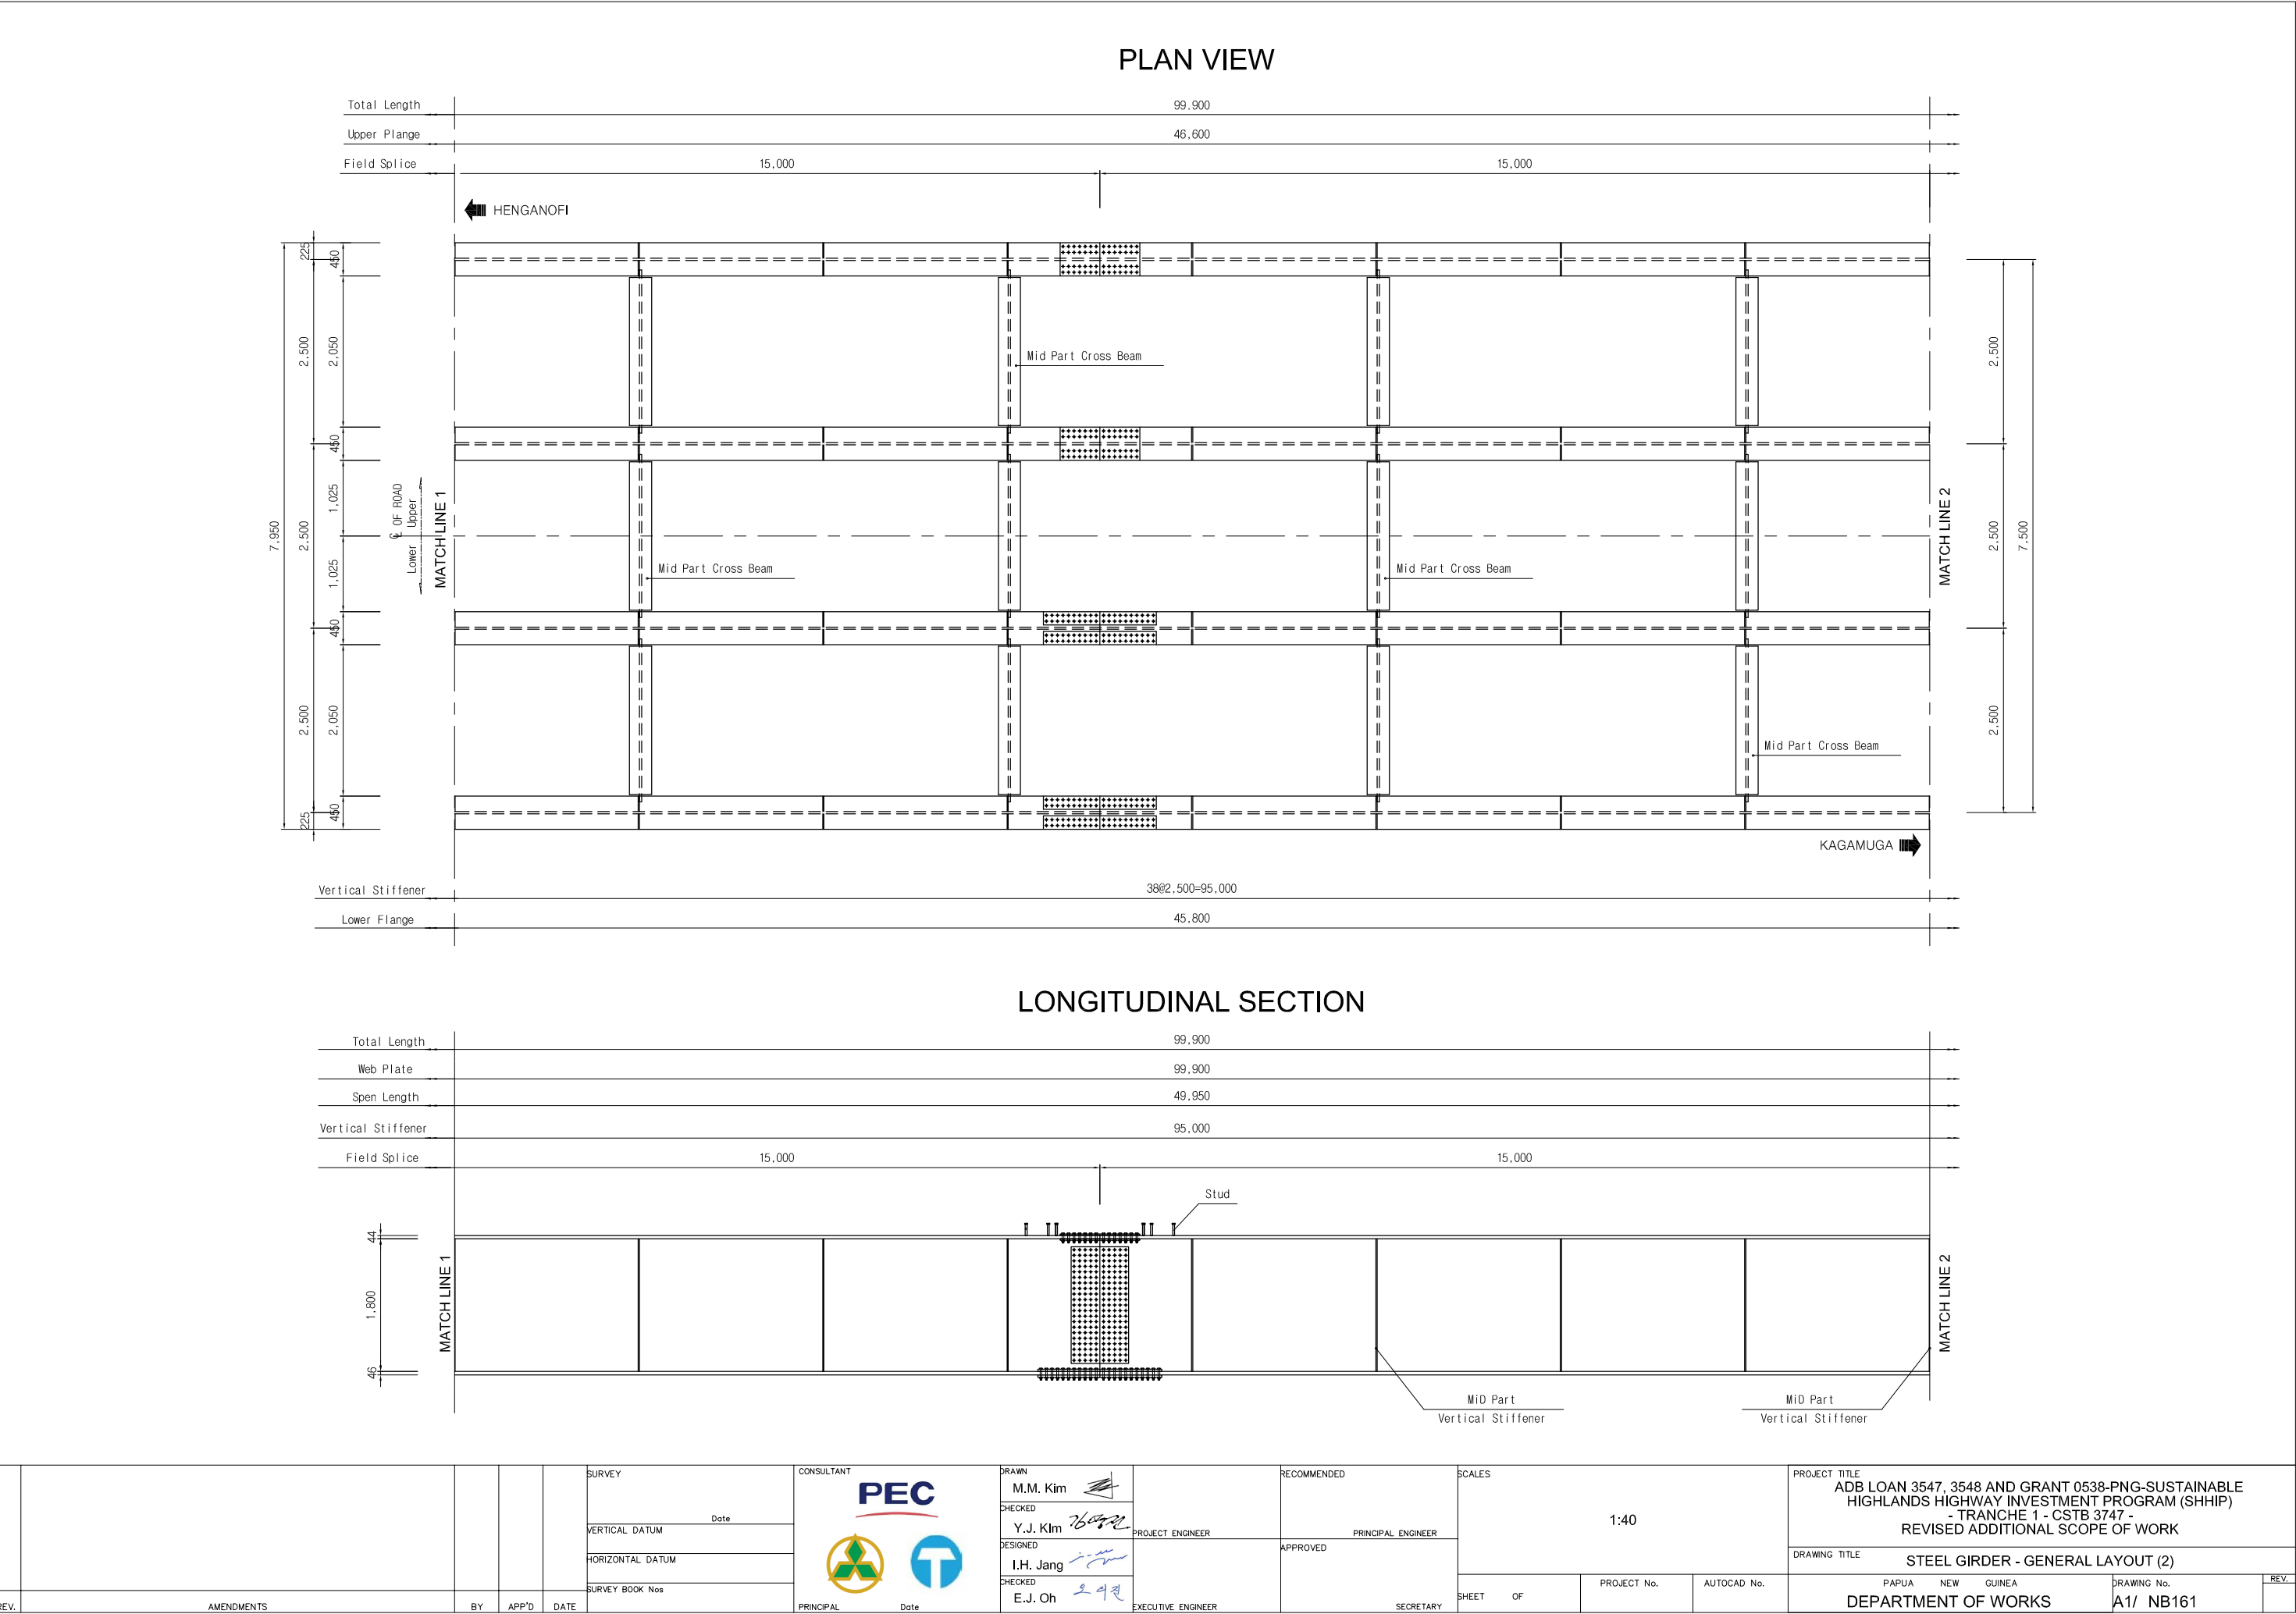 PLAN VIEW
Total Length 99.900
Upper Plange 46,600
Field Splice 15,000 15,000
HENGANOFI
225
450
2,500
2,050
450
1,025
7,950
2,500
1,025
450
2,500
2,050
225
450
℄ OF ROAD
Lower Upper
MATCH LINE 1
Mid Part Cross Beam
Mid Part Cross Beam
Mid Part Cross Beam
Mid Part Cross Beam
MATCH LINE 2
2,500
2,500
7,500
2,500
KAGAMUGA
Vertical Stiffener 38@2,500=95,000
Lower Flange 45,800
LONGITUDINAL SECTION
Total Length 99.900
Web Plate 99.900
Spen Length 49.950
Vertical Stiffener 95,000
Field Splice 15,000 15,000
Stud
44
1,800
46
MATCH LINE 1
MATCH LINE 2
MiD Part
Vertical Stiffener
MiD Part
Vertical Stiffener
REV. AMENDMENTS BY APP'D DATE
SURVEY
Date
VERTICAL DATUM
HORIZONTAL DATUM
SURVEY BOOK Nos
CONSULTANT
PEC
PRINCIPAL Date
DRAWN
M.M. Kim
CHECKED
Y.J. KIm
DESIGNED
I.H. Jang
CHECKED
E.J. Oh
PROJECT ENGINEER
EXECUTIVE ENGINEER
RECOMMENDED
PRINCIPAL ENGINEER
APPROVED
SECRETARY
SCALES
1:40
SHEET OF
PROJECT No.
AUTOCAD No.
PROJECT TITLE
ADB LOAN 3547, 3548 AND GRANT 0538-PNG-SUSTAINABLE
HIGHLANDS HIGHWAY INVESTMENT PROGRAM (SHHIP)
- TRANCHE 1 - CSTB 3747 -
REVISED ADDITIONAL SCOPE OF WORK
DRAWING TITLE
STEEL GIRDER - GENERAL LAYOUT (2)
PAPUA NEW GUINEA
DEPARTMENT OF WORKS
DRAWING No.
A1/ NB161
REV.